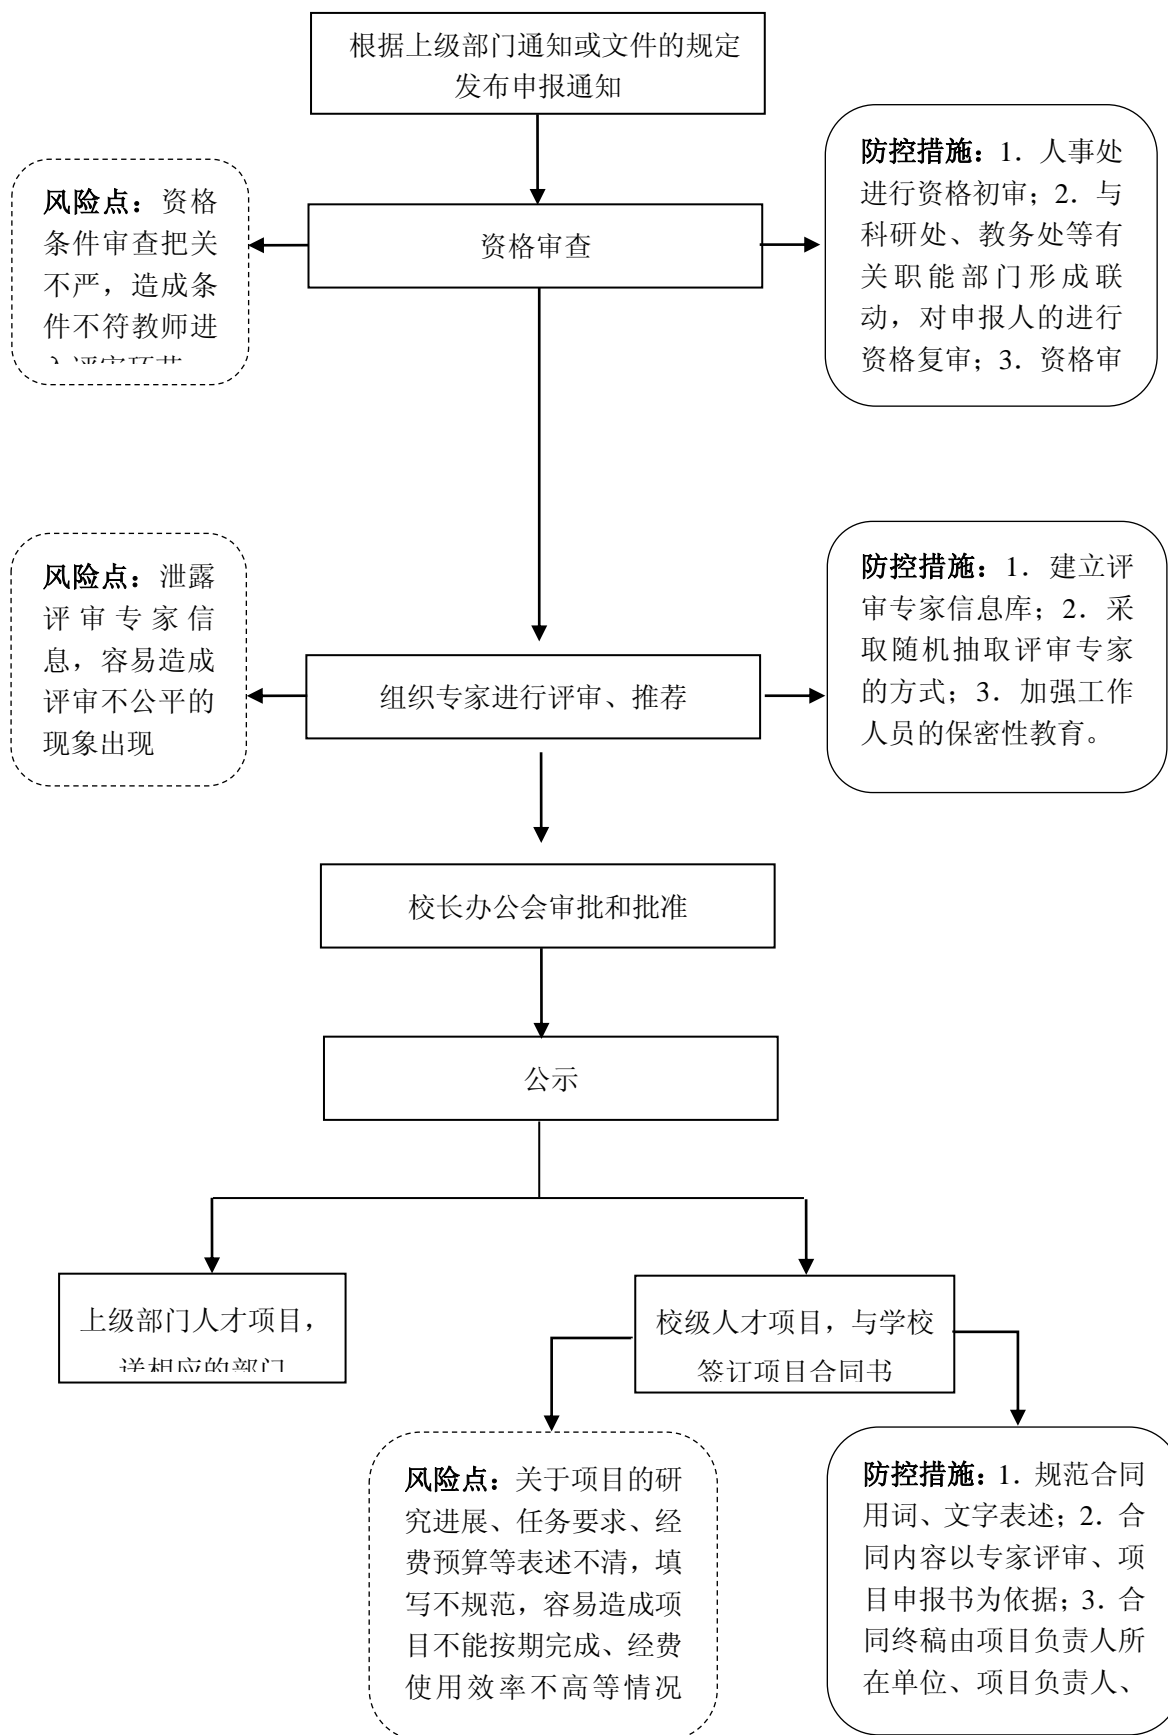 根据上级部门通知或文件的规定
发布申报通知
风险点：资格
条件审查把关
不严，造成条
件不符教师进
入评审环节
资格审查
防控措施：1．人事处
进行资格初审；2．与
科研处、教务处等有
关职能部门形成联
动，对申报人的进行
资格复审；3．资格审
风险点：泄露
评审专家信
息，容易造成
评审不公平的
现象出现
组织专家进行评审、推荐
防控措施：1．建立评
审专家信息库；2．采
取随机抽取评审专家
的方式；3．加强工作
人员的保密性教育。
校长办公会审批和批准
公示
上级部门人才项目，
送相应的部门
校级人才项目，与学校
签订项目合同书
风险点：关于项目的研
究进展、任务要求、经
费预算等表述不清，填
写不规范，容易造成项
目不能按期完成、经费
使用效率不高等情况
防控措施：1．规范合同
用词、文字表述；2．合
同内容以专家评审、项
目申报书为依据；3．合
同终稿由项目负责人所
在单位、项目负责人、